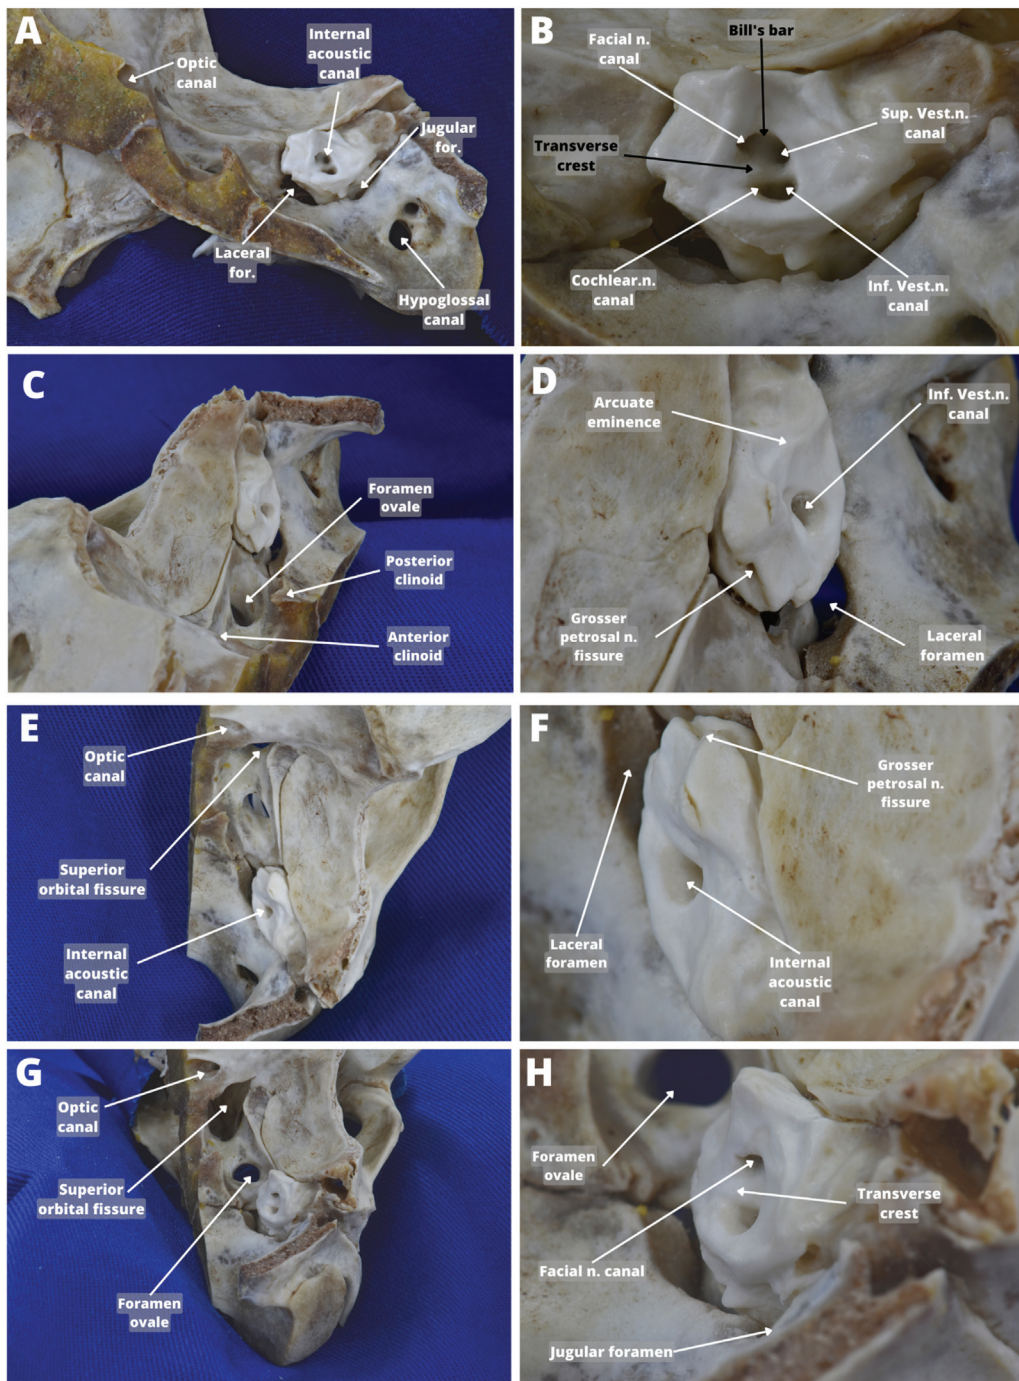 A
Optic
canal
Internal
acoustic
canal
Jugular
for.
Laceral
for.
Hypoglossal
canal
B
Facial n.
canal
Bill's bar
Sup. Vest.n.
canal
Transverse
crest
Cochlear.n.
canal
Inf. Vest.n.
canal
C
Foramen
ovale
Posterior
clinoid
Anterior
clinoid
D
Arcuate
eminence
Inf. Vest.n.
canal
Grosser
petrosal n.
fissure
Laceral
foramen
E
Optic
canal
Superior
orbital fissure
Internal
acoustic
canal
F
Grosser
petrosal n.
fissure
Laceral
foramen
Internal
acoustic
canal
G
Optic
canal
Superior
orbital fissure
Foramen
ovale
H
Foramen
ovale
Transverse
crest
Facial n. canal
Jugular foramen